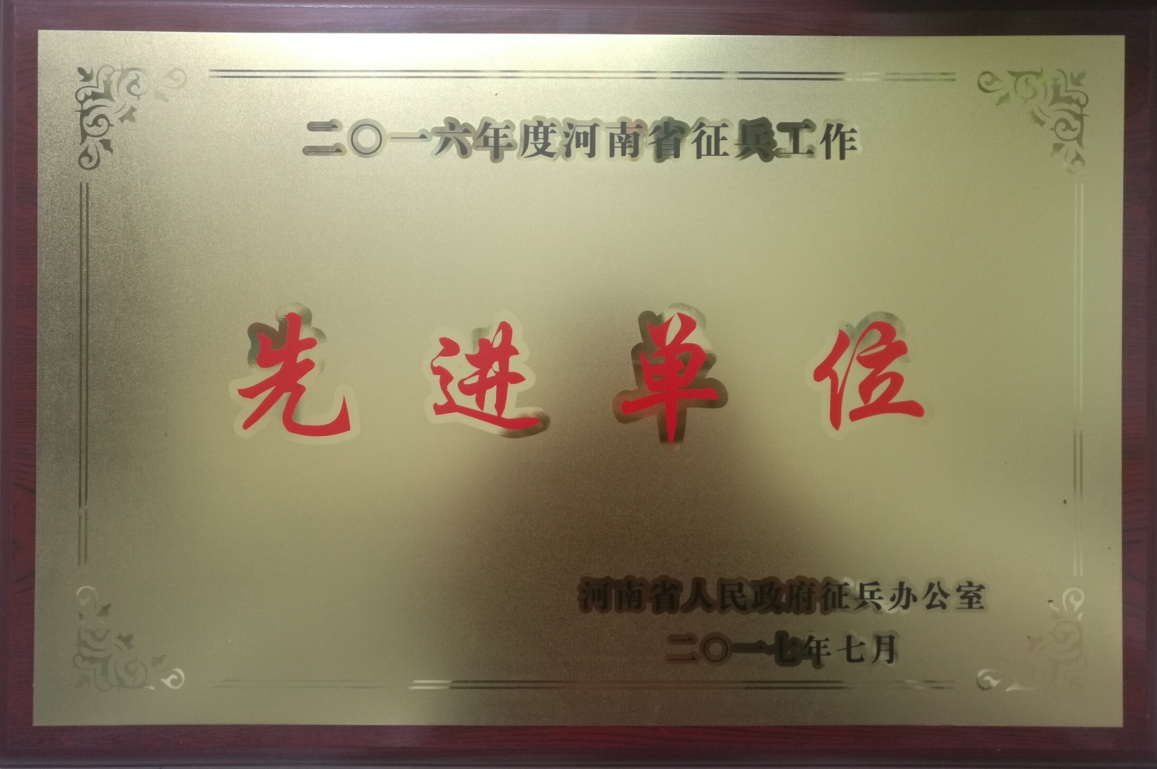 二〇一六年度河南省征兵工作
先进单位
河南省人民政府征兵办公室
二〇一七年七月